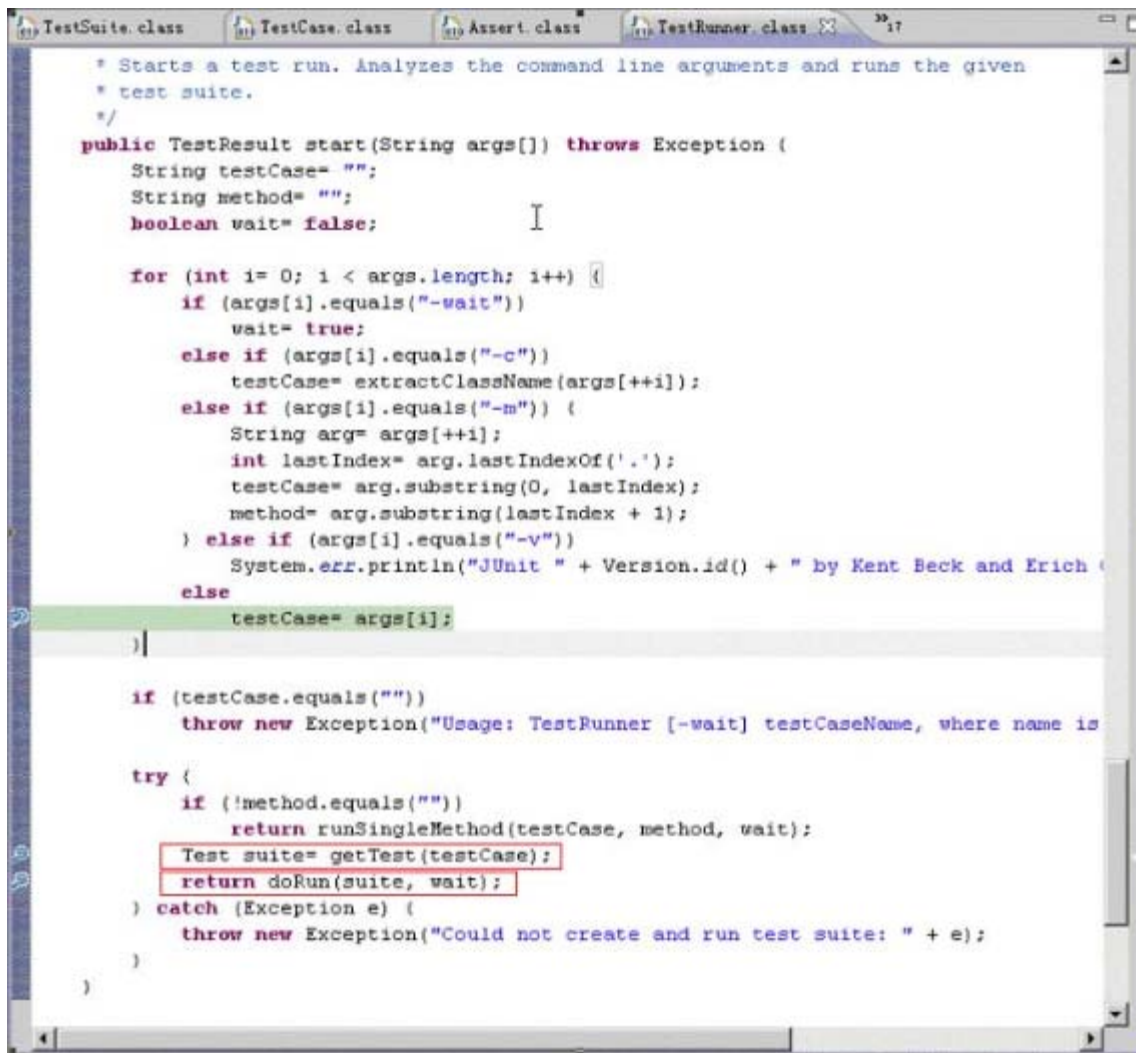 TestSuite.class TestCase.class Assert.class TestRunner.class »17
* Starts a test run. Analyzes the command line arguments and runs the given
* test suite.
*/
public TestResult start(String args[]) throws Exception {
String testCase= "";
String method= "";
boolean wait= false;
for (int i= 0; i < args.length; i++) {
if (args[i].equals("-wait"))
wait= true;
else if (args[i].equals("-c"))
testCase= extractClassName(args[++i]);
else if (args[i].equals("-m")) {
String arg= args[++i];
int lastIndex= arg.lastIndexOf('.');
testCase= arg.substring(0, lastIndex);
method= arg.substring(lastIndex + 1);
} else if (args[i].equals("-v"))
System.err.println("JUnit " + Version.id() + " by Kent Beck and Erich
else
testCase= args[i];
}
if (testCase.equals(""))
throw new Exception("Usage: TestRunner [-wait] testCaseName, where name is
try {
if (!method.equals(""))
return runSingleMethod(testCase, method, wait);
Test suite= getTest(testCase);
return doRun(suite, wait);
} catch (Exception e) {
throw new Exception("Could not create and run test suite: " + e);
}
}